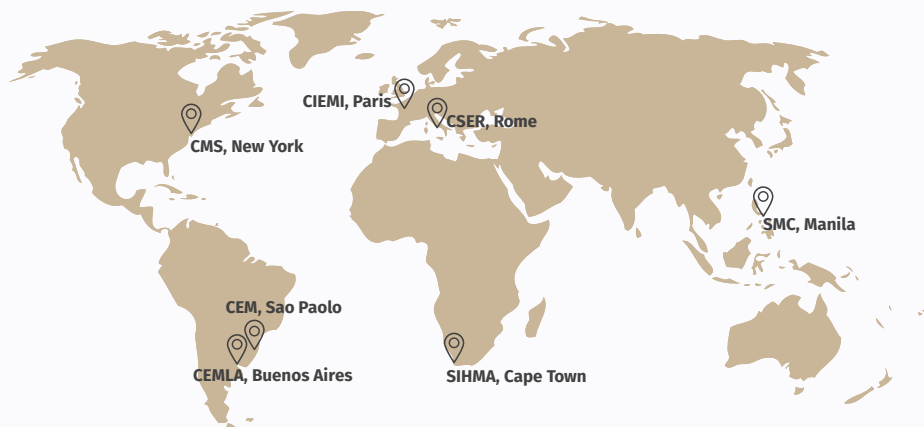 CIEMI, Paris
CSER, Rome
CMS, New York
SMC, Manila
CEM, Sao Paolo
CEMLA, Buenos Aires
SIHMA, Cape Town